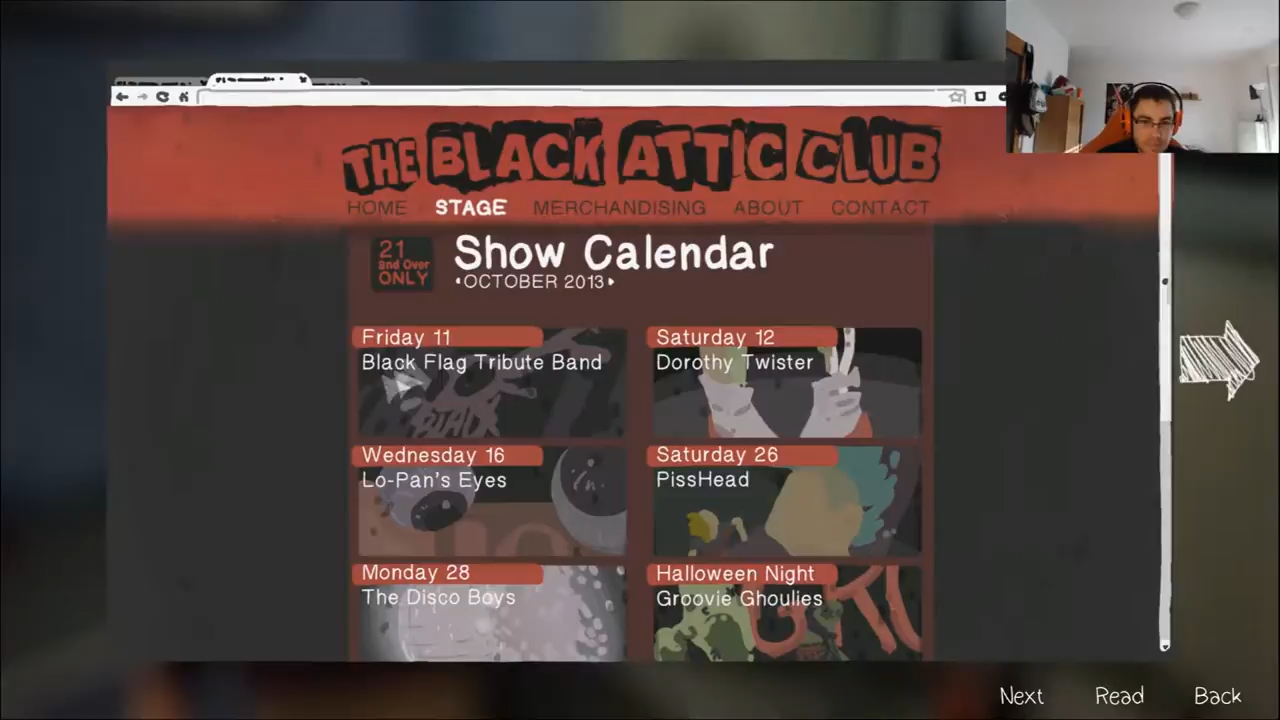 THE BLACK ATTIC CLUB
HOME STAGE MERCHANDISING ABOUT CONTACT
21
and Over
ONLY
Show Calendar
OCTOBER 2013
Friday 11
Black Flag Tribute Band
Saturday 12
Dorothy Twister
Wednesday 16
Lo-Pan's Eyes
Saturday 26
PissHead
Monday 28
The Disco Boys
Halloween Night
Groovie Ghoulies
Next Read Back